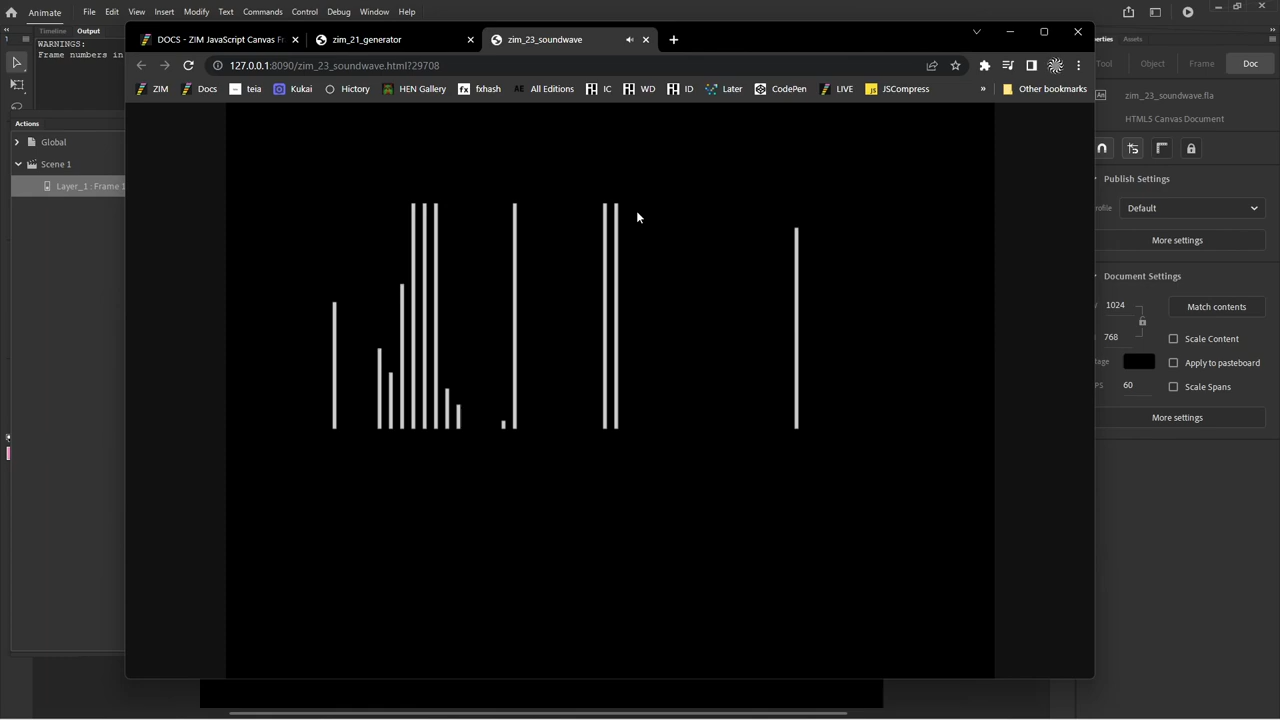 Animate
File
Edit
View
Insert
Modify
Text
Commands
Control
Debug
Window
Help
Timeline
Output
WARNINGS:
Frame numbers in
DOCS - ZIM JavaScript Canvas Fr
zim_21_generator
zim_23_soundwave
127.0.0.1:8090/zim_23_soundwave.html?29708
ZIM
Docs
teia
Kukai
Hictory
HEN Gallery
fxhash
All Editions
IC
WD
ID
Later
CodePen
LIVE
JSCompress
»
Other bookmarks
Actions
Global
Scene 1
Layer_1 : Frame 1
perties
Assets
Tool
Object
Frame
Doc
zim_23_soundwave.fla
HTML5 Canvas Document
Publish Settings
rofile
Default
More settings
Document Settings
1024
Match contents
768
Scale Content
tage
Apply to pasteboard
PS
60
Scale Spans
More settings